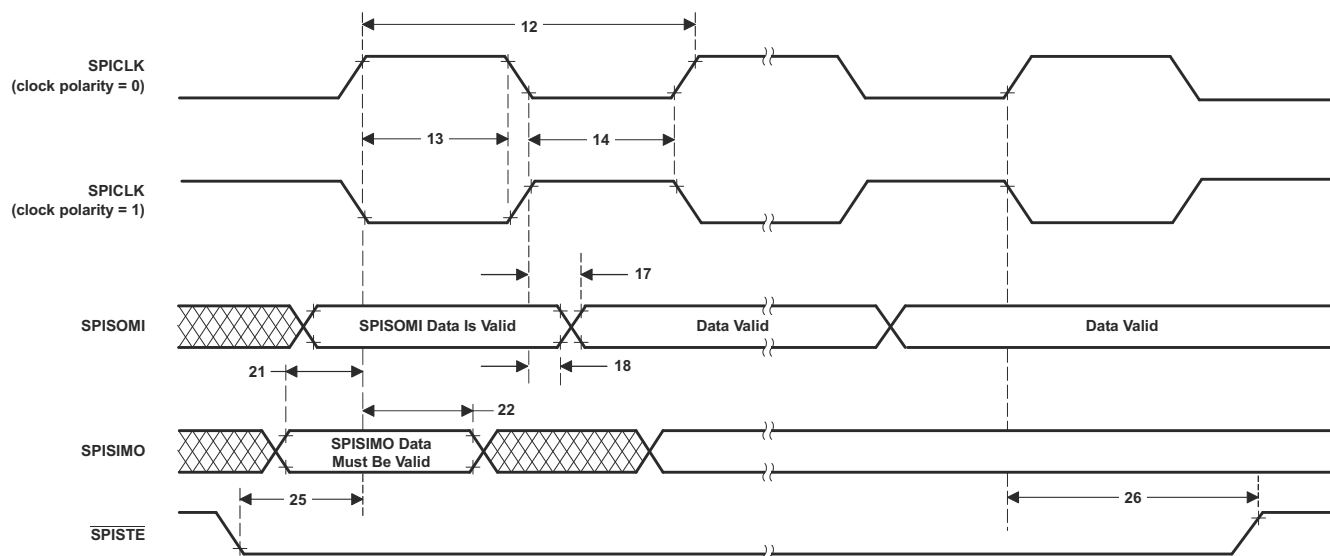 12
SPICLK
(clock polarity = 0)
13
14
SPICLK
(clock polarity = 1)
17
SPISOMI
SPISOMI Data Is Valid
Data Valid
Data Valid
18
21
22
SPISIMO
SPISIMO Data
Must Be Valid
25
26
SPISTE